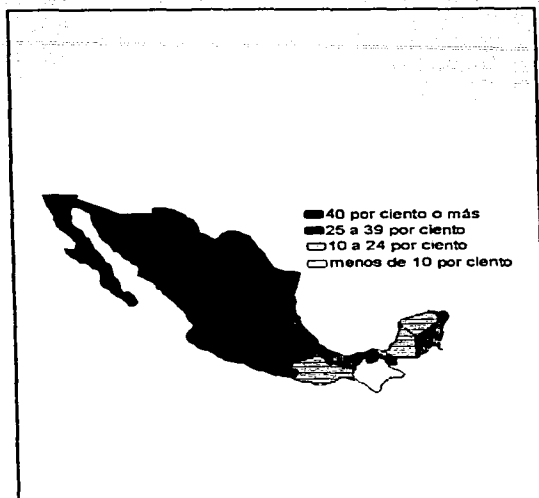 40 por ciento o más
25 a 39 por ciento
10 a 24 por ciento
menos de 10 por ciento